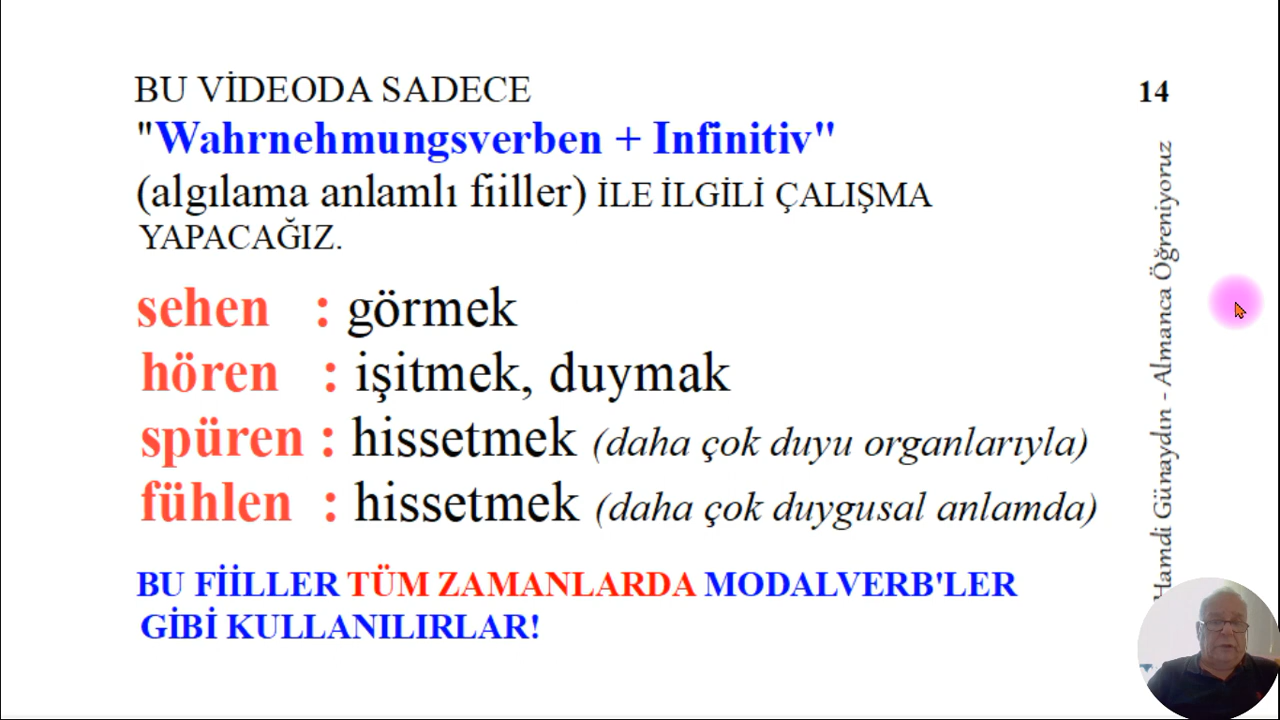 BU VİDEODA SADECE
14
"Wahrnehmungsverben + Infinitiv"
(algılama anlamlı fiiller) İLE İLGİLİ ÇALIŞMA
YAPACAĞIZ.
sehen : görmek
hören : işitmek, duymak
spüren : hissetmek (daha çok duyu organlarıyla)
fühlen : hissetmek (daha çok duygusal anlamda)
BU FİİLLER TÜM ZAMANLARDA MODALVERB'LER
GİBİ KULLANILIRLAR!
Hamdi Günaydın - Almanca Öğreniyoruz